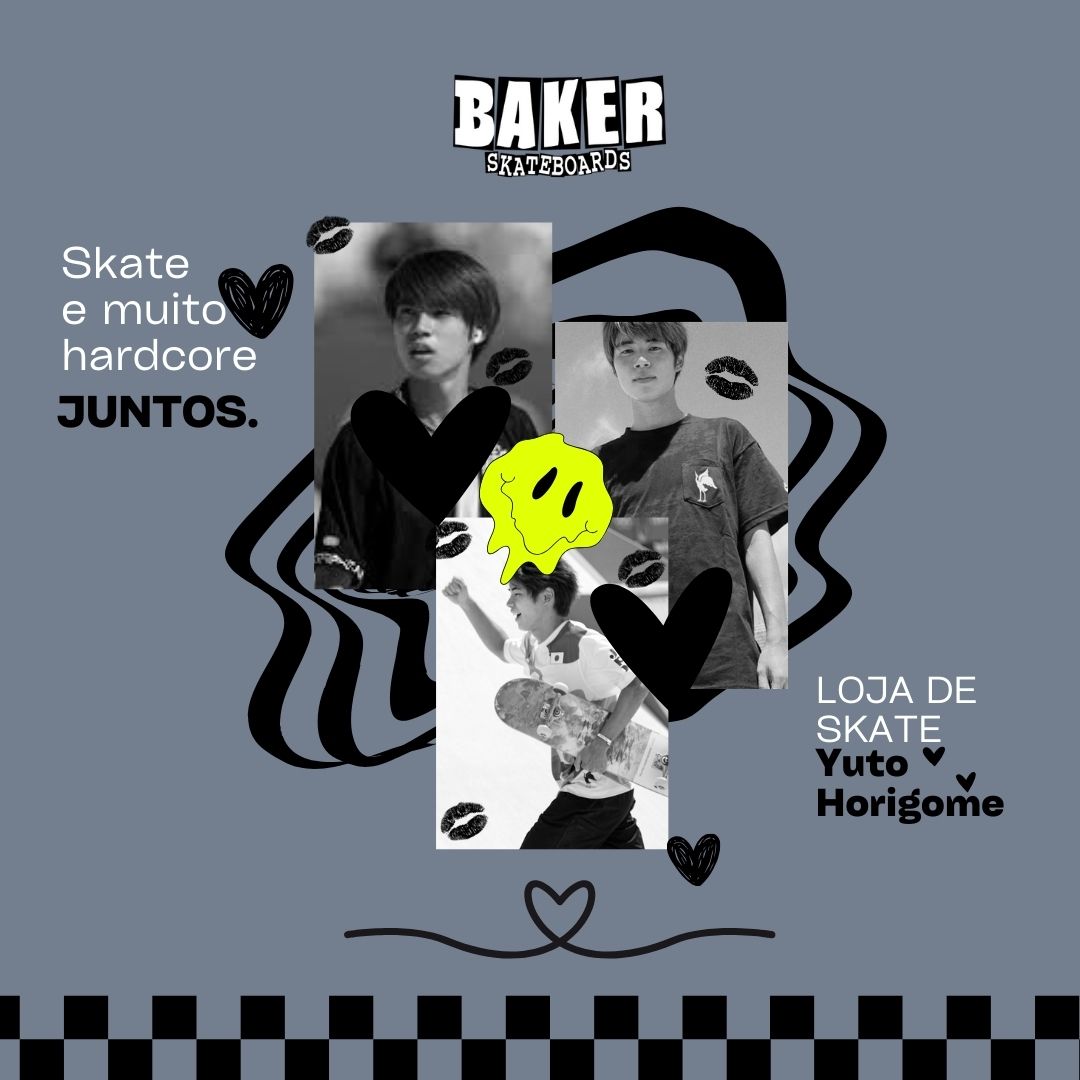 BAKER
SKATEBOARDS
Skate
e muito
hardcore
JUNTOS.
LOJA DE
SKATE
Yuto
Horigome